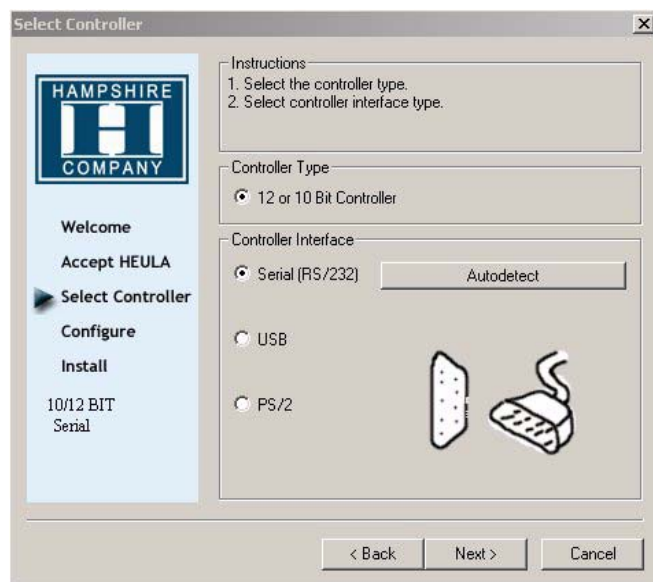 Select Controller
HAMPSHIRE
H
COMPANY
Welcome
Accept HEULA
Select Controller
Configure
Install
10/12 BIT
Serial
Instructions
1. Select the controller type.
2. Select controller interface type.
Controller Type
12 or 10 Bit Controller
Controller Interface
Serial (RS/232)
Autodetect
USB
PS/2
< Back
Next >
Cancel